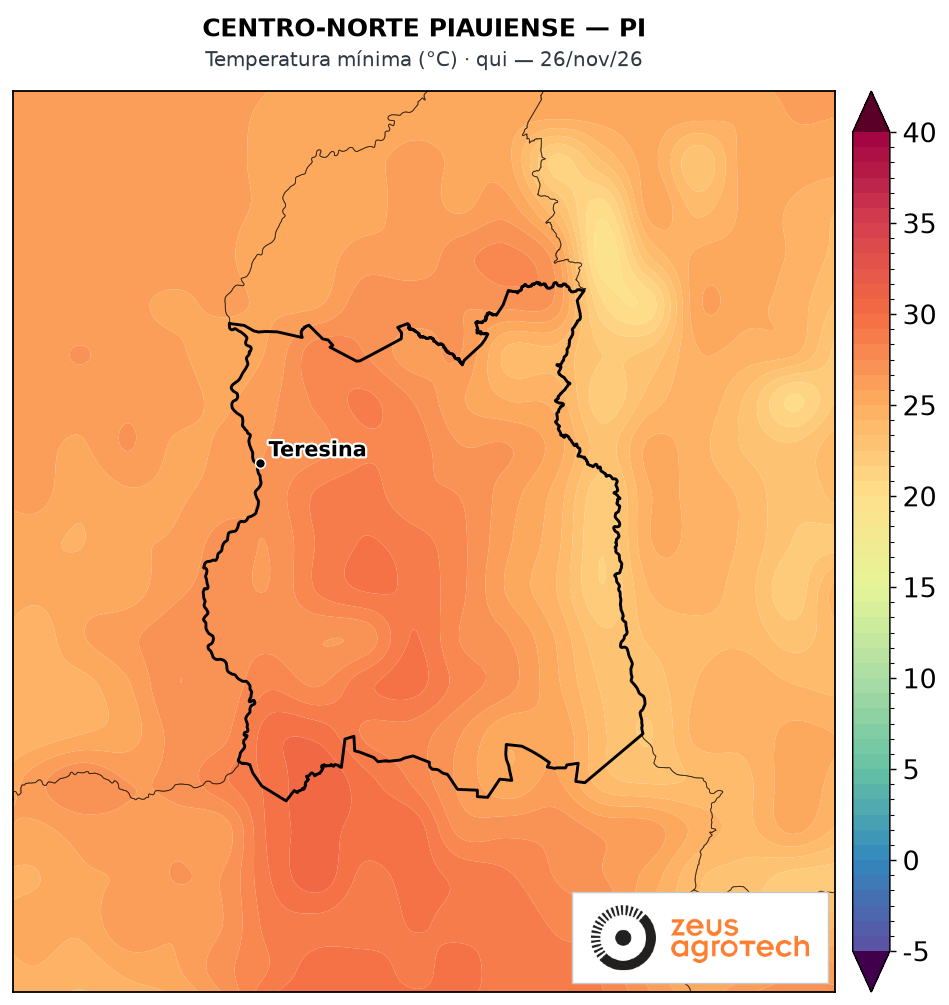 CENTRO-NORTE PIAUIENSE — PI
Temperatura mínima (°C) · qui — 26/nov/26
Teresina
40
35
30
25
20
15
10
5
0
-5
zeus
agrotech